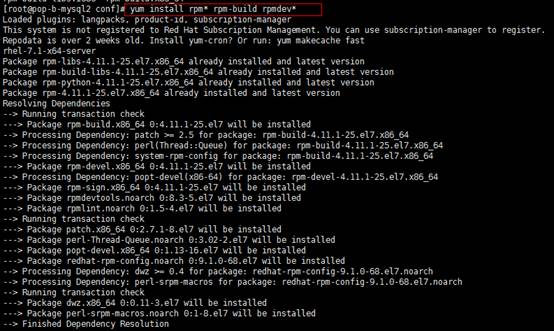 [root@pop-b-mysql2 conf]# yum install rpm* rpm-build rpmdev*
Loaded plugins: langpacks, product-id, subscription-manager
This system is not registered to Red Hat Subscription Management. You can use subscription-manager to register.
Repodata is over 2 weeks old. Install yum-cron? Or run: yum makecache fast
rhel-7.1-x64-server
Package rpm-libs-4.11.1-25.el7.x86_64 already installed and latest version
Package rpm-build-libs-4.11.1-25.el7.x86_64 already installed and latest version
Package rpm-python-4.11.1-25.el7.x86_64 already installed and latest version
Package rpm-4.11.1-25.el7.x86_64 already installed and latest version
Resolving Dependencies
--> Running transaction check
---> Package rpm-build.x86_64 0:4.11.1-25.el7 will be installed
--> Processing Dependency: patch >= 2.5 for package: rpm-build-4.11.1-25.el7.x86_64
--> Processing Dependency: perl(Thread::Queue) for package: rpm-build-4.11.1-25.el7.x86_64
--> Processing Dependency: system-rpm-config for package: rpm-build-4.11.1-25.el7.x86_64
---> Package rpm-devel.x86_64 0:4.11.1-25.el7 will be installed
--> Processing Dependency: popt-devel(x86-64) for package: rpm-devel-4.11.1-25.el7.x86_64
---> Package rpm-sign.x86_64 0:4.11.1-25.el7 will be installed
---> Package rpmdevtools.noarch 0:8.3-5.el7 will be installed
---> Package rpmlint.noarch 0:1.5-4.el7 will be installed
--> Running transaction check
---> Package patch.x86_64 0:2.7.1-8.el7 will be installed
---> Package perl-Thread-Queue.noarch 0:3.02-2.el7 will be installed
---> Package popt-devel.x86_64 0:1.13-16.el7 will be installed
---> Package redhat-rpm-config.noarch 0:9.1.0-68.el7 will be installed
--> Processing Dependency: dwz >= 0.4 for package: redhat-rpm-config-9.1.0-68.el7.noarch
--> Processing Dependency: perl-srpm-macros for package: redhat-rpm-config-9.1.0-68.el7.noarch
--> Running transaction check
---> Package dwz.x86_64 0:0.11-3.el7 will be installed
---> Package perl-srpm-macros.noarch 0:1-8.el7 will be installed
--> Finished Dependency Resolution